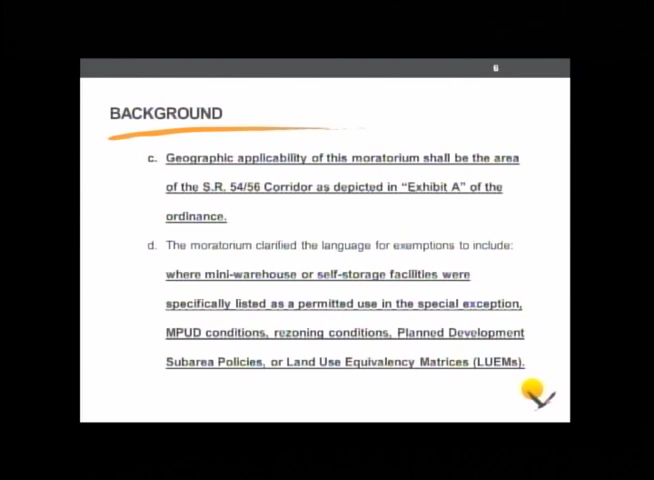 6
BACKGROUND
c. Geographic applicability of this moratorium shall be the area
of the S.R. 54/56 Corridor as depicted in “Exhibit A” of the
ordinance.
d. The moratorium clarified the language for exemptions to include:
where mini-warehouse or self-storage facilities were
specifically listed as a permitted use in the special exception,
MPUD conditions, rezoning conditions, Planned Development
Subarea Policies, or Land Use Equivalency Matrices (LUEMs).